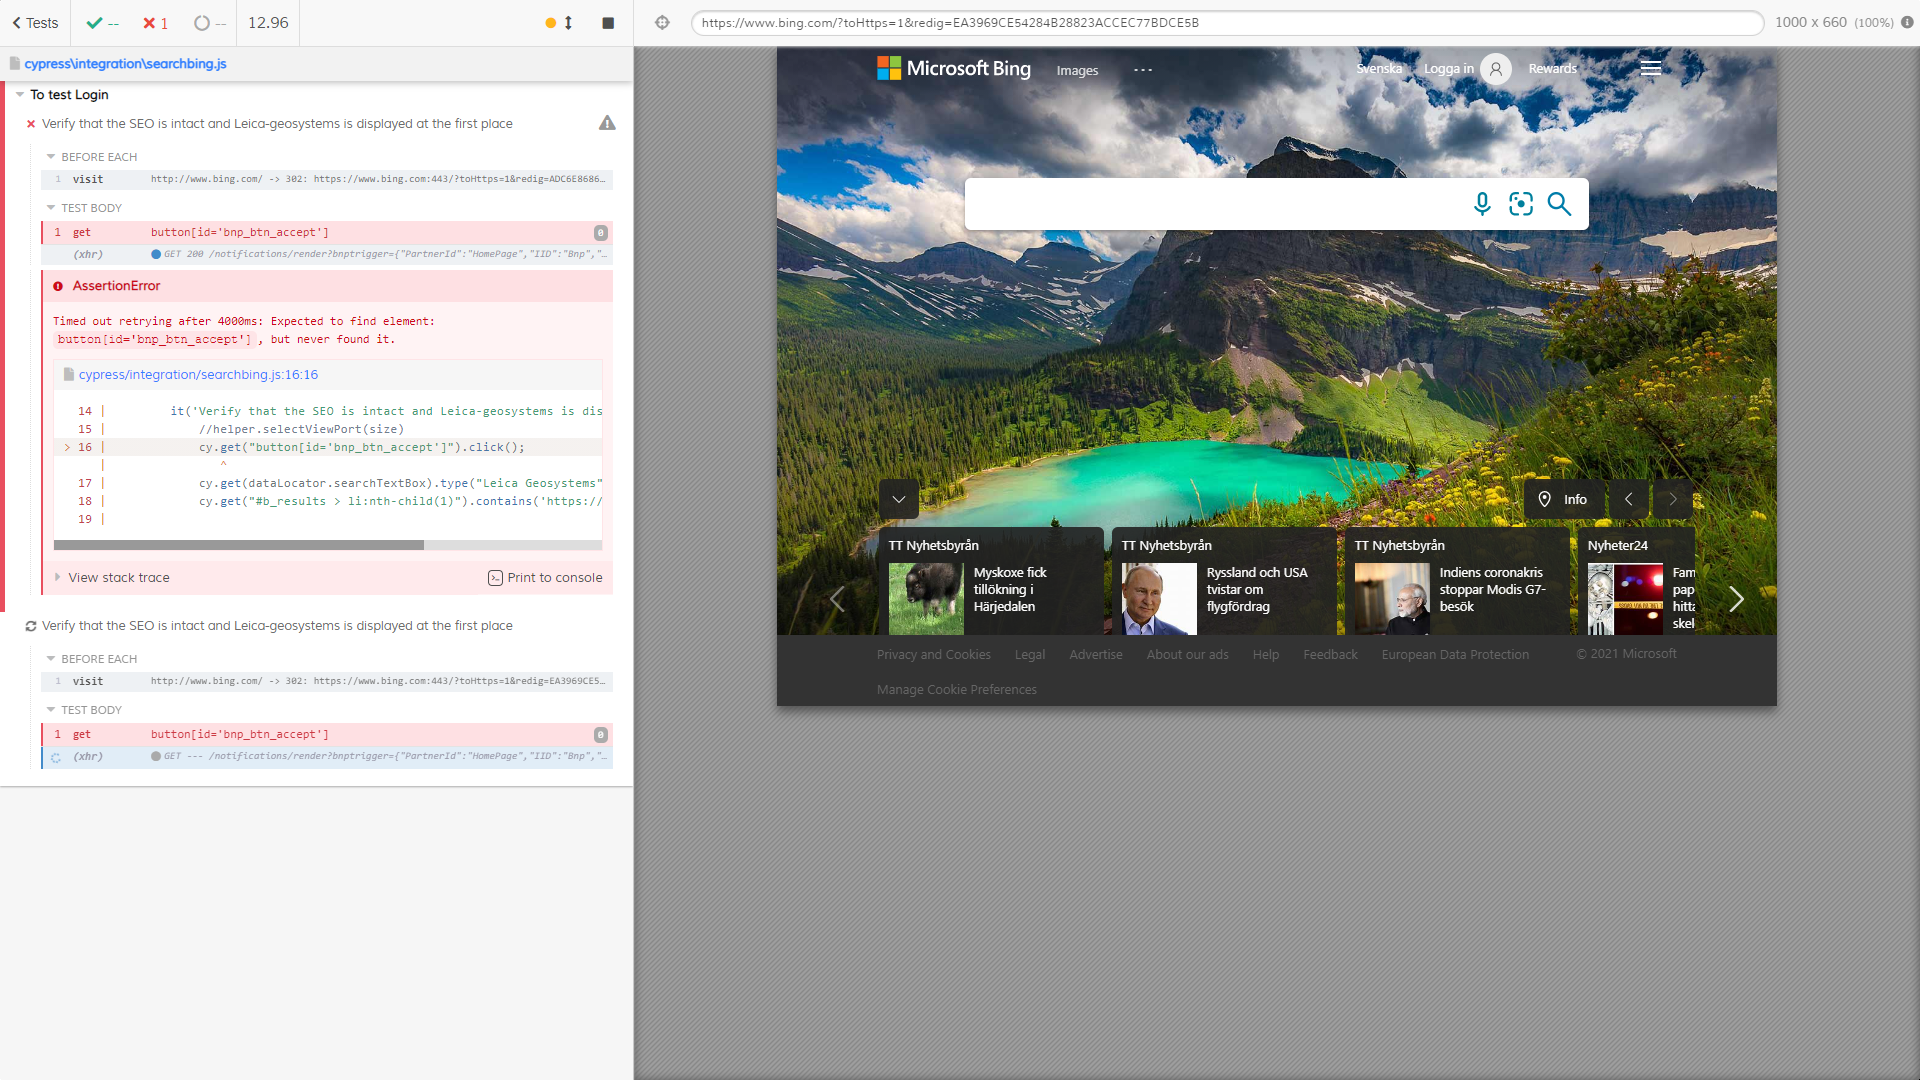 Tests
--
1
--
12.96
https://www.bing.com/?toHttps=1&redig=EA3969CE54284B28823ACCEC77BDCE5B
1000 x 660 (100%)
cypress\integration\searchbing.js
To test Login
Verify that the SEO is intact and Leica-geosystems is displayed at the first place
BEFORE EACH
1 visit http://www.bing.com/ -> 302: https://www.bing.com:443/?toHttps=1&redig=ADC6E8686...
TEST BODY
1 get button[id='bnp_btn_accept'] 0
(xhr) GET 200 /notifications/render?bnptrigger={"PartnerId":"HomePage","IID":"Bnp","...
AssertionError
Timed out retrying after 4000ms: Expected to find element:
button[id='bnp_btn_accept'] , but never found it.
cypress/integration/searchbing.js:16:16
14 | it('Verify that the SEO is intact and Leica-geosystems is dis
15 | //helper.selectViewPort(size)
> 16 | cy.get("button[id='bnp_btn_accept']").click();
| ^
17 | cy.get(dataLocator.searchTextBox).type("Leica Geosystems"
18 | cy.get("#b_results > li:nth-child(1)").contains('https:/
19 |
View stack trace
Print to console
Verify that the SEO is intact and Leica-geosystems is displayed at the first place
BEFORE EACH
1 visit http://www.bing.com/ -> 302: https://www.bing.com:443/?toHttps=1&redig=EA3969CE5...
TEST BODY
1 get button[id='bnp_btn_accept'] 0
(xhr) GET --- /notifications/render?bnptrigger={"PartnerId":"HomePage","IID":"Bnp","...
Microsoft Bing
Images
...
Svenska
Logga in
Rewards
Info
TT Nyhetsbyrån
Myskoxe fick
tillökning i
Härjedalen
TT Nyhetsbyrån
Ryssland och USA
tvistar om
flygfördrag
TT Nyhetsbyrån
Indiens coronakris
stoppar Modis G7-
besök
Nyheter24
Fam
pap
hitta
skel
Privacy and Cookies
Legal
Advertise
About our ads
Help
Feedback
European Data Protection
© 2021 Microsoft
Manage Cookie Preferences